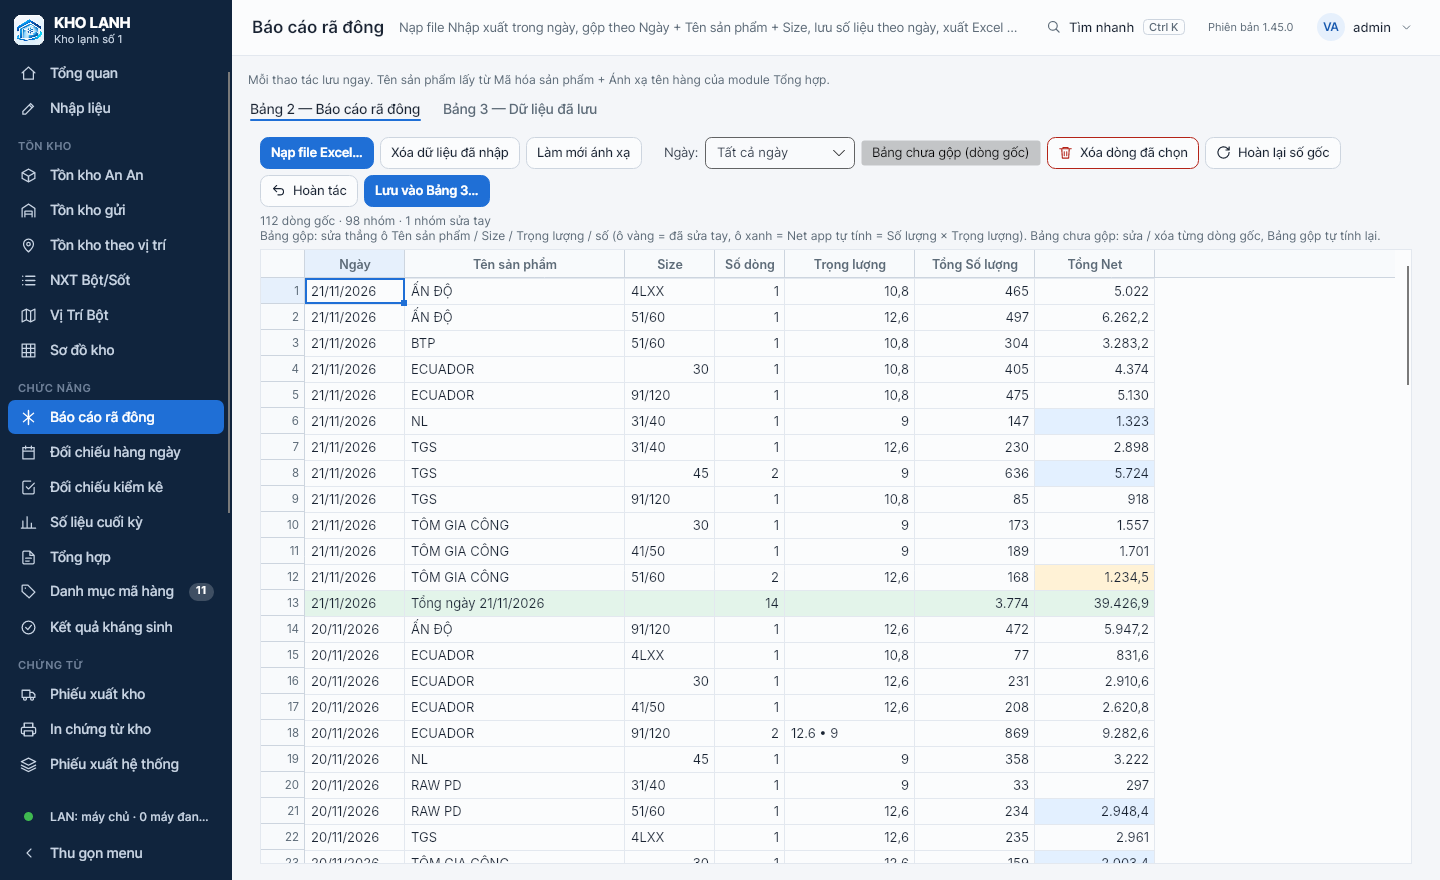 KHO LẠNH
Kho lạnh số 1
Tổng quan
Nhập liệu
TỒN KHO
Tồn kho An An
Tồn kho gửi
Tồn kho theo vị trí
NXT Bột/Sốt
Vị Trí Bột
Sơ đồ kho
CHỨC NĂNG
Báo cáo rã đông
Đối chiếu hàng ngày
Đối chiếu kiểm kê
Số liệu cuối kỳ
Tổng hợp
Danh mục mã hàng 11
Kết quả kháng sinh
CHỨNG TỪ
Phiếu xuất kho
In chứng từ kho
Phiếu xuất hệ thống
LAN: máy chủ · 0 máy đan...
Thu gọn menu
Báo cáo rã đông Nạp file Nhập xuất trong ngày, gộp theo Ngày + Tên sản phẩm + Size, lưu số liệu theo ngày, xuất Excel ... Tìm nhanh Ctrl K Phiên bản 1.45.0 VA admin
Mỗi thao tác lưu ngay. Tên sản phẩm lấy từ Mã hóa sản phẩm + Ánh xạ tên hàng của module Tổng hợp.
Bảng 2 — Báo cáo rã đông Bảng 3 — Dữ liệu đã lưu
Nạp file Excel... Xóa dữ liệu đã nhập Làm mới ánh xạ Ngày: Tất cả ngày Bảng chưa gộp (dòng gốc) Xóa dòng đã chọn Hoàn lại số gốc
Hoàn tác Lưu vào Bảng 3...
112 dòng gốc · 98 nhóm · 1 nhóm sửa tay
Bảng gộp: sửa thẳng ô Tên sản phẩm / Size / Trọng lượng / số (ô vàng = đã sửa tay, ô xanh = Net app tự tính = Số lượng × Trọng lượng). Bảng chưa gộp: sửa / xóa từng dòng gốc, Bảng gộp tự tính lại.
Ngày Tên sản phẩm Size Số dòng Trọng lượng Tổng Số lượng Tổng Net
1 21/11/2026 ẤN ĐỘ 4LXX 1 10,8 465 5.022
2 21/11/2026 ẤN ĐỘ 51/60 1 12,6 497 6.262,2
3 21/11/2026 BTP 51/60 1 10,8 304 3.283,2
4 21/11/2026 ECUADOR 30 1 10,8 405 4.374
5 21/11/2026 ECUADOR 91/120 1 10,8 475 5.130
6 21/11/2026 NL 31/40 1 9 147 1.323
7 21/11/2026 TGS 31/40 1 12,6 230 2.898
8 21/11/2026 TGS 45 2 9 636 5.724
9 21/11/2026 TGS 91/120 1 10,8 85 918
10 21/11/2026 TÔM GIA CÔNG 30 1 9 173 1.557
11 21/11/2026 TÔM GIA CÔNG 41/50 1 9 189 1.701
12 21/11/2026 TÔM GIA CÔNG 51/60 2 12,6 168 1.234,5
13 21/11/2026 Tổng ngày 21/11/2026 14 3.774 39.426,9
14 20/11/2026 ẤN ĐỘ 91/120 1 12,6 472 5.947,2
15 20/11/2026 ECUADOR 4LXX 1 10,8 77 831,6
16 20/11/2026 ECUADOR 30 1 12,6 231 2.910,6
17 20/11/2026 ECUADOR 41/50 1 12,6 208 2.620,8
18 20/11/2026 ECUADOR 91/120 2 12.6 • 9 869 9.282,6
19 20/11/2026 NL 45 1 9 358 3.222
20 20/11/2026 RAW PD 31/40 1 9 33 297
21 20/11/2026 RAW PD 51/60 1 12,6 234 2.948,4
22 20/11/2026 TGS 4LXX 1 12,6 235 2.961
23 20/11/2026 TÔM GIA CÔNG 30 1 12,6 159 2.003,4